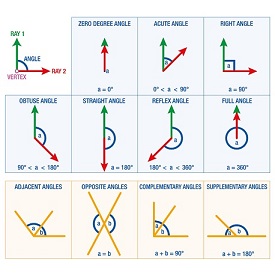 RAY 1
ANGLE
a
VERTEX
RAY 2
ZERO DEGREE ANGLE
a
a = 0°
ACUTE ANGLE
a
0° < a < 90°
RIGHT ANGLE
a
a = 90°
OBTUSE ANGLE
a
90° < a < 180°
STRAIGHT ANGLE
a
a = 180°
REFLEX ANGLE
a
180° < a < 360°
FULL ANGLE
a
a = 360°
ADJACENT ANGLES
a b
OPPOSITE ANGLES
a b
a = b
COMPLEMENTARY ANGLES
a
b
a + b = 90°
SUPPLEMENTARY ANGLES
a b
a + b = 180°